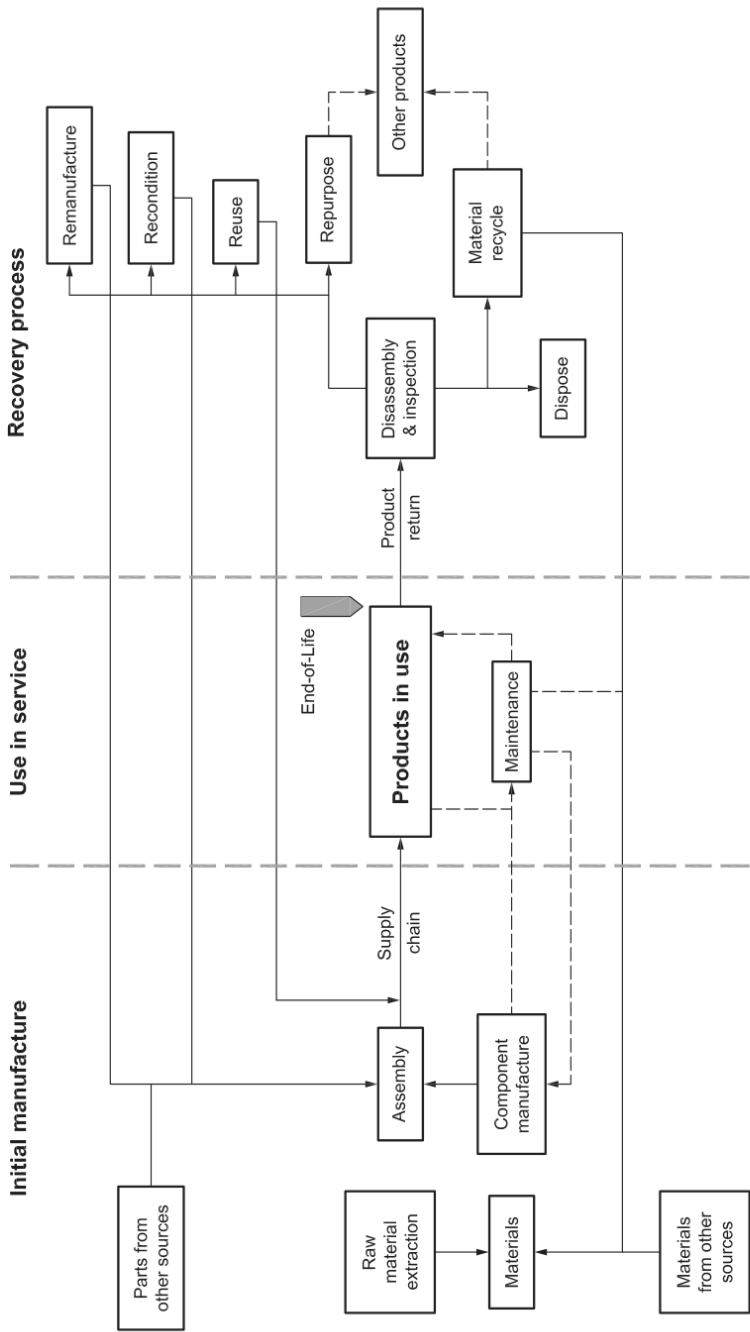 Initial manufacture
Use in service
Recovery process
Parts from
other sources
Remanufacture
Recondition
Reuse
Repurpose
Other products
End-of-Life
Raw
material
extraction
Materials
Assembly
Supply
chain
Products in use
Product
return
Disassembly
& inspection
Component
manufacture
Maintenance
Material
recycle
Dispose
Materials
from other
sources